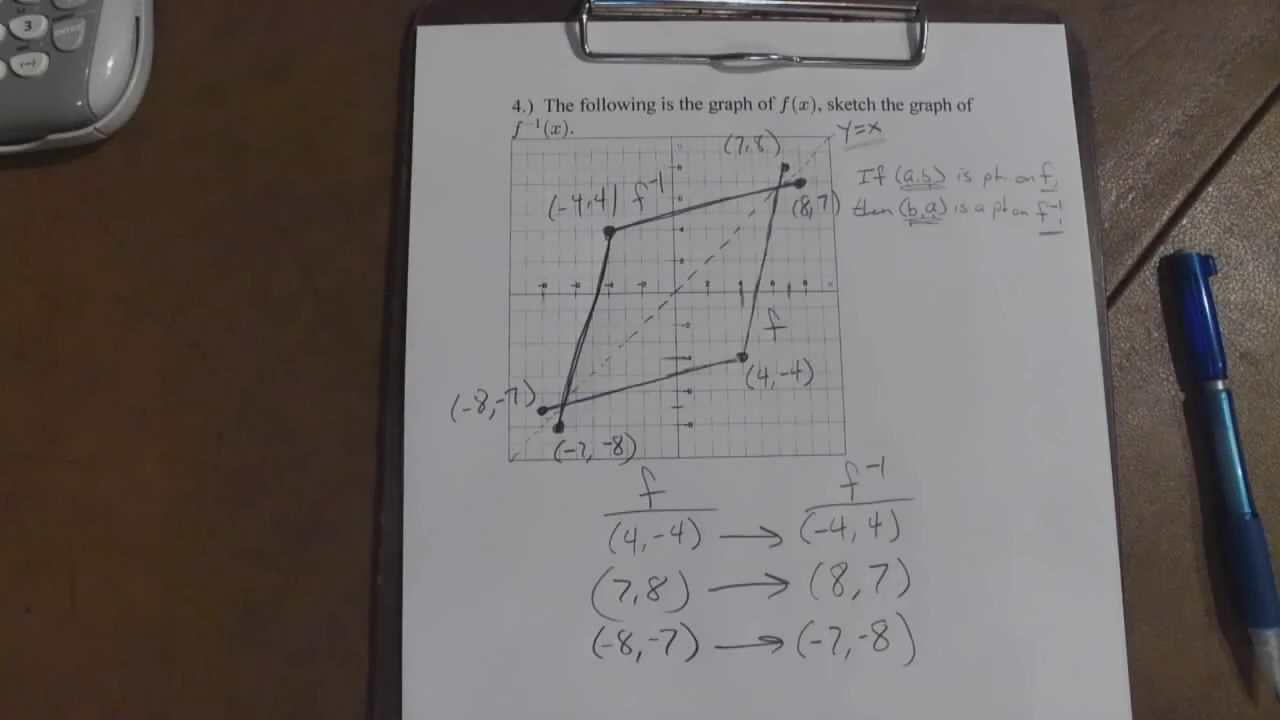 4.) The following is the graph of f(x), sketch the graph of
f⁻¹(x).
y=x
(7,8)
(-4,4) f⁻¹
(8,7)
If (a,b) is pt. on f,
then (b,a) is a pt on f⁻¹.
f
(4,-4)
(-8,-7)
(-7,-8)
f f⁻¹
(4,-4) → (-4,4)
(7,8) → (8,7)
(-8,-7) → (-7,-8)
3
(-)